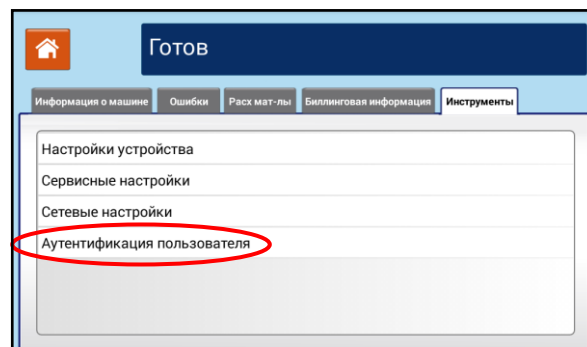 Готов
Информация о машине Ошибки Расх мат-лы Биллинговая информация Инструменты
Настройки устройства
Сервисные настройки
Сетевые настройки
Аутентификация пользователя